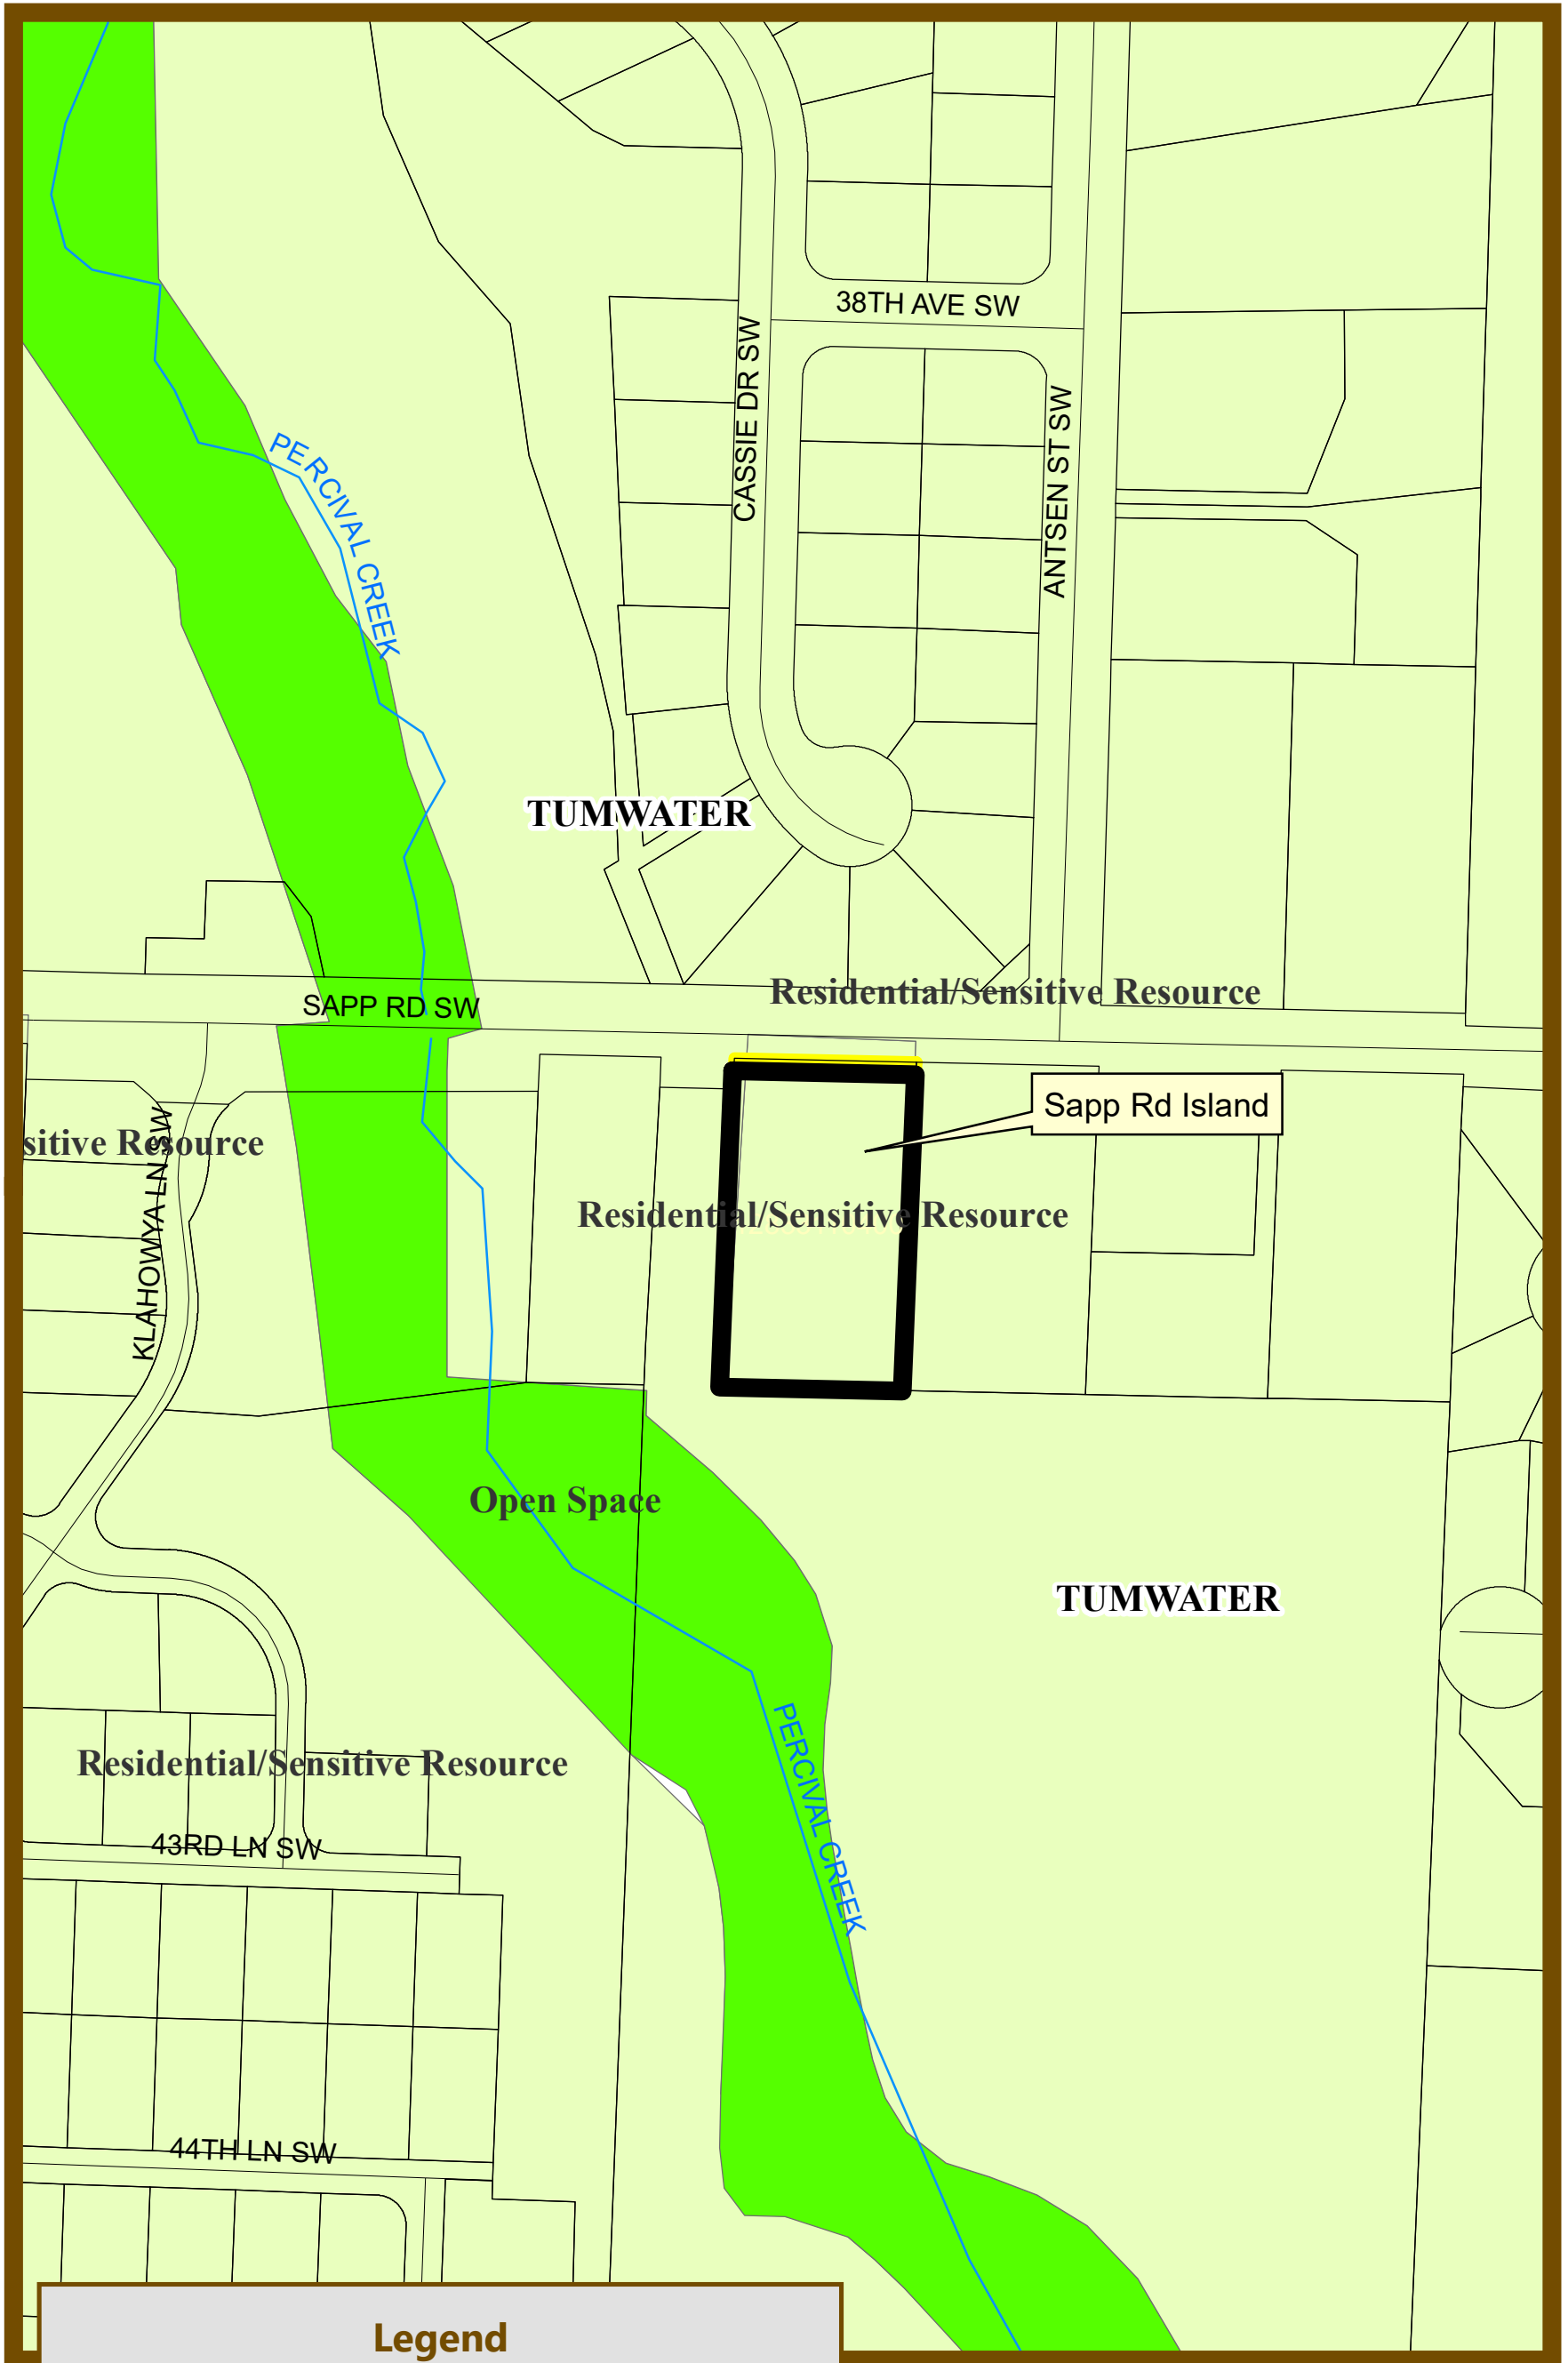 38TH AVE SW
CASSIE DR SW
ANTSEN ST SW
PERCIVAL CREEK
TUMWATER
Residential/Sensitive Resource
SAPP RD SW
Sapp Rd Island
sitive Resource
KLAHOWYA LN SW
Residential/Sensitive Resource
Open Space
TUMWATER
PERCIVAL CREEK
Residential/Sensitive Resource
43RD LN SW
44TH LN SW
Legend